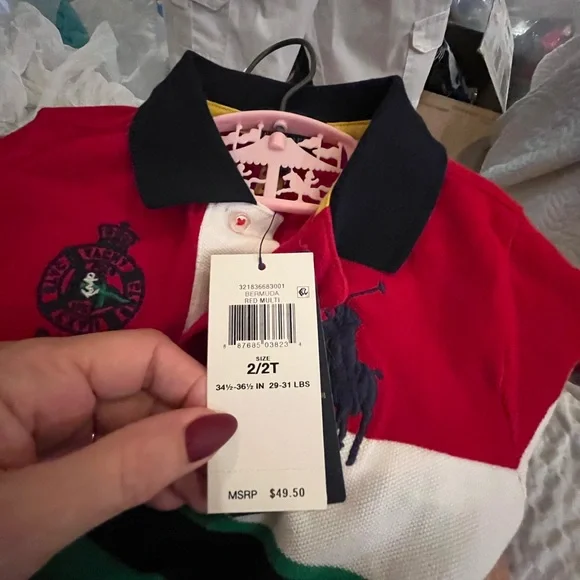 321836683001
BERMUDA
RED MULTI
SIZE
2/2T
34½-36½ IN 29-31 LBS
MSRP $49.50